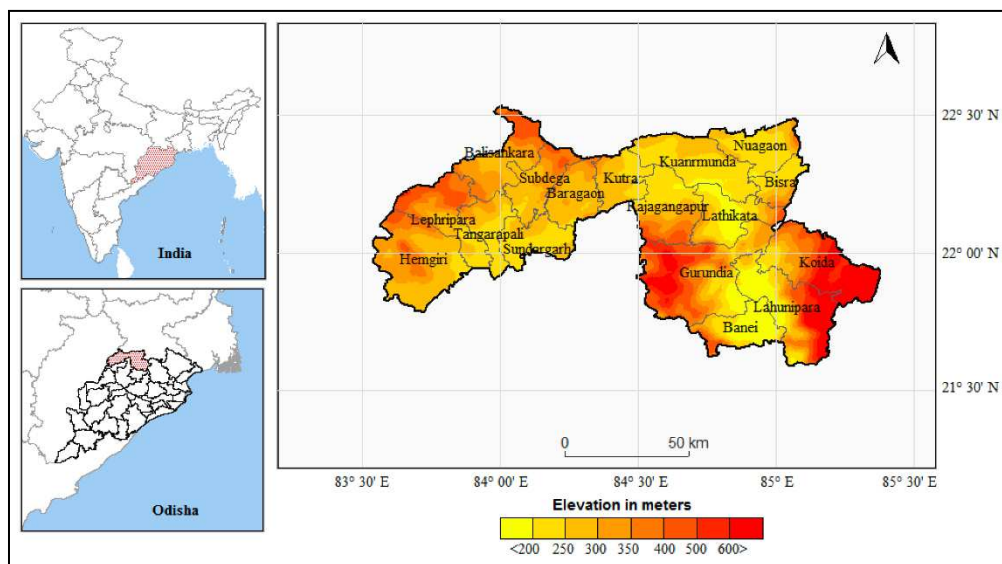 India
Odisha
22° 30' N
22° 00' N
21° 30' N
Nuagaon
Kuanrmunda
Balisankara
Bisra
Subdega
Kutra
Baragaon
Rajagangapur
Lathikata
Lephripara
Tangarapali
Sundergarh
Hemgiri
Koida
Gurundia
Lahunipara
Banei
0 50 km
83° 30' E 84° 00' E 84° 30' E 85° E 85° 30' E
Elevation in meters
<200 250 300 350 400 500 600>